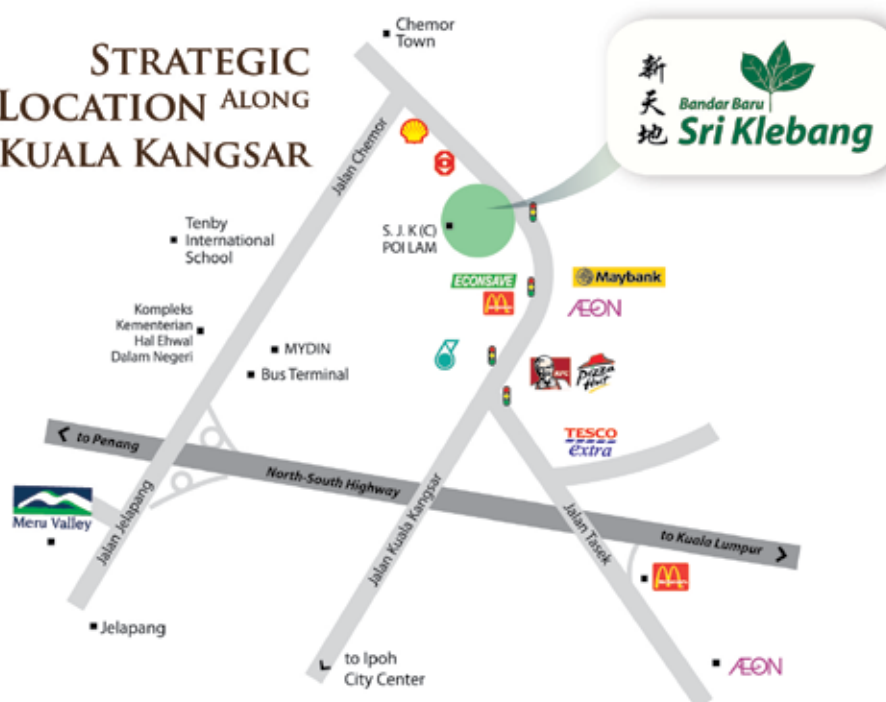 STRATEGIC
LOCATION ALONG
KUALA KANGSAR
Chemor
Town
新天地
Bandar Baru
Sri Klebang
Jalan Chemor
S. J. K (C)
POI LAM
Tenby
International
School
ECONSAVE
Maybank
AEON
Kompleks
Kementerian
Hal Ehwal
Dalam Negeri
MYDIN
Bus Terminal
KFC
Pizza
Hut
TESCO
extra
to Penang
North-South Highway
to Kuala Lumpur
Meru Valley
Jalan Jelapang
Jalan Kuala Kangsar
Jalan Tasek
Jelapang
to Ipoh
City Center
AEON